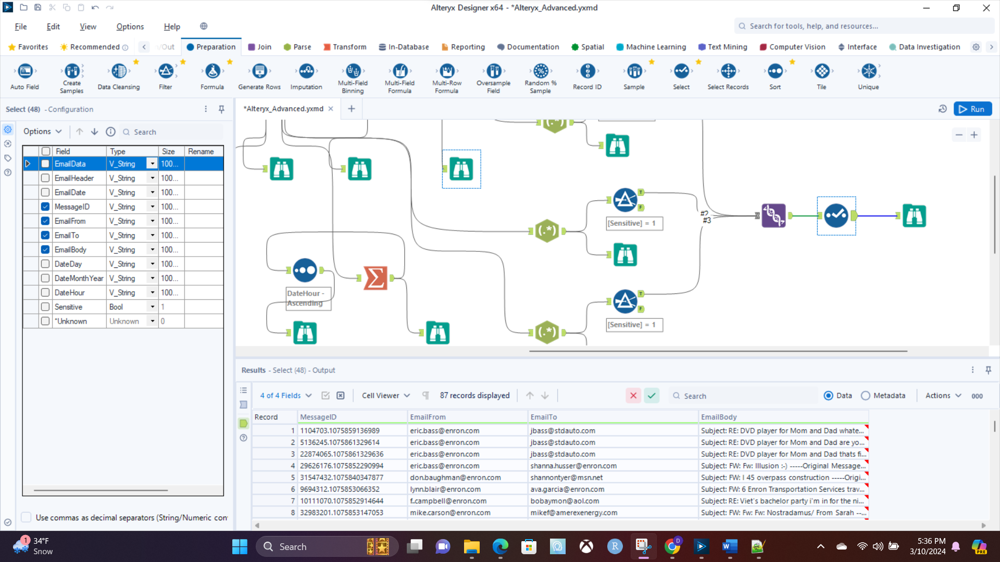 Alteryx Designer x64 - *Alteryx_Advanced.yxmd
File Edit View Options Help
Search for tools, help, and resources...
Favorites Recommended n/Out Preparation Join Parse Transform In-Database Reporting Documentation Spatial Machine Learning Text Mining Computer Vision Interface Data Investigation
Auto Field Create Samples Data Cleansing Filter Formula Generate Rows Imputation Multi-Field Binning Multi-Field Formula Multi-Row Formula Oversample Field Random % Sample Record ID Sample Select Select Records Sort Tile Unique
Select (48) - Configuration
Options Search
Field Type Size Rename
EmailData V_String 100...
EmailHeader V_String 100...
EmailDate V_String 100...
MessageID V_String 100...
EmailFrom V_String 100...
EmailTo V_String 100...
EmailBody V_String 100...
DateDay V_String 100...
DateMonthYear V_String 100...
DateHour V_String 100...
Sensitive Bool 1
*Unknown Unknown 0
Use commas as decimal separators (String/Numeric con
*Alteryx_Advanced.yxmd
Run
(.*)
T
F
#2
#3
[Sensitive] = 1
(.*)
DateHour -
Ascending
Σ
T
F
(.*)
[Sensitive] = 1
Results - Select (48) - Output
4 of 4 Fields Cell Viewer 87 records displayed Search Data Metadata Actions 000
Record MessageID EmailFrom EmailTo EmailBody
1 1104703.1075859136989 eric.bass@enron.com jbass@stdauto.com Subject: RE: DVD player for Mom and Dad whate...
2 5136245.1075861329614 eric.bass@enron.com jbass@stdauto.com Subject: RE: DVD player for Mom and Dad are yo...
3 22874065.1075861329636 eric.bass@enron.com jbass@stdauto.com Subject: RE: DVD player for Mom and Dad thats fi...
4 29626176.1075852290994 eric.bass@enron.com shanna.husser@enron.com Subject: FW: Fw: Illusion :-) -----Original Message...
5 31547432.1075840347877 don.baughman@enron.com shannontyer@msn.net Subject: FW: I 45 overpass construction -----Origi...
6 9694312.1075853066352 lynn.blair@enron.com ava.garcia@enron.com Subject: FW: 6 Enron Transportation Services trav...
7 10111070.1075852914644 f..campbell@enron.com bobaymon@aol.com Subject: RE: Viet's bachelor party i'm in for the ni...
8 32983201.1075853147053 mike.carson@enron.com mikef@amerexenergy.com Subject: FW: Fw: Fw: Nostradamus/ From Sarah --...
1
34°F
Snow
Search
R
D
W
5:36 PM
3/10/2024
PRE